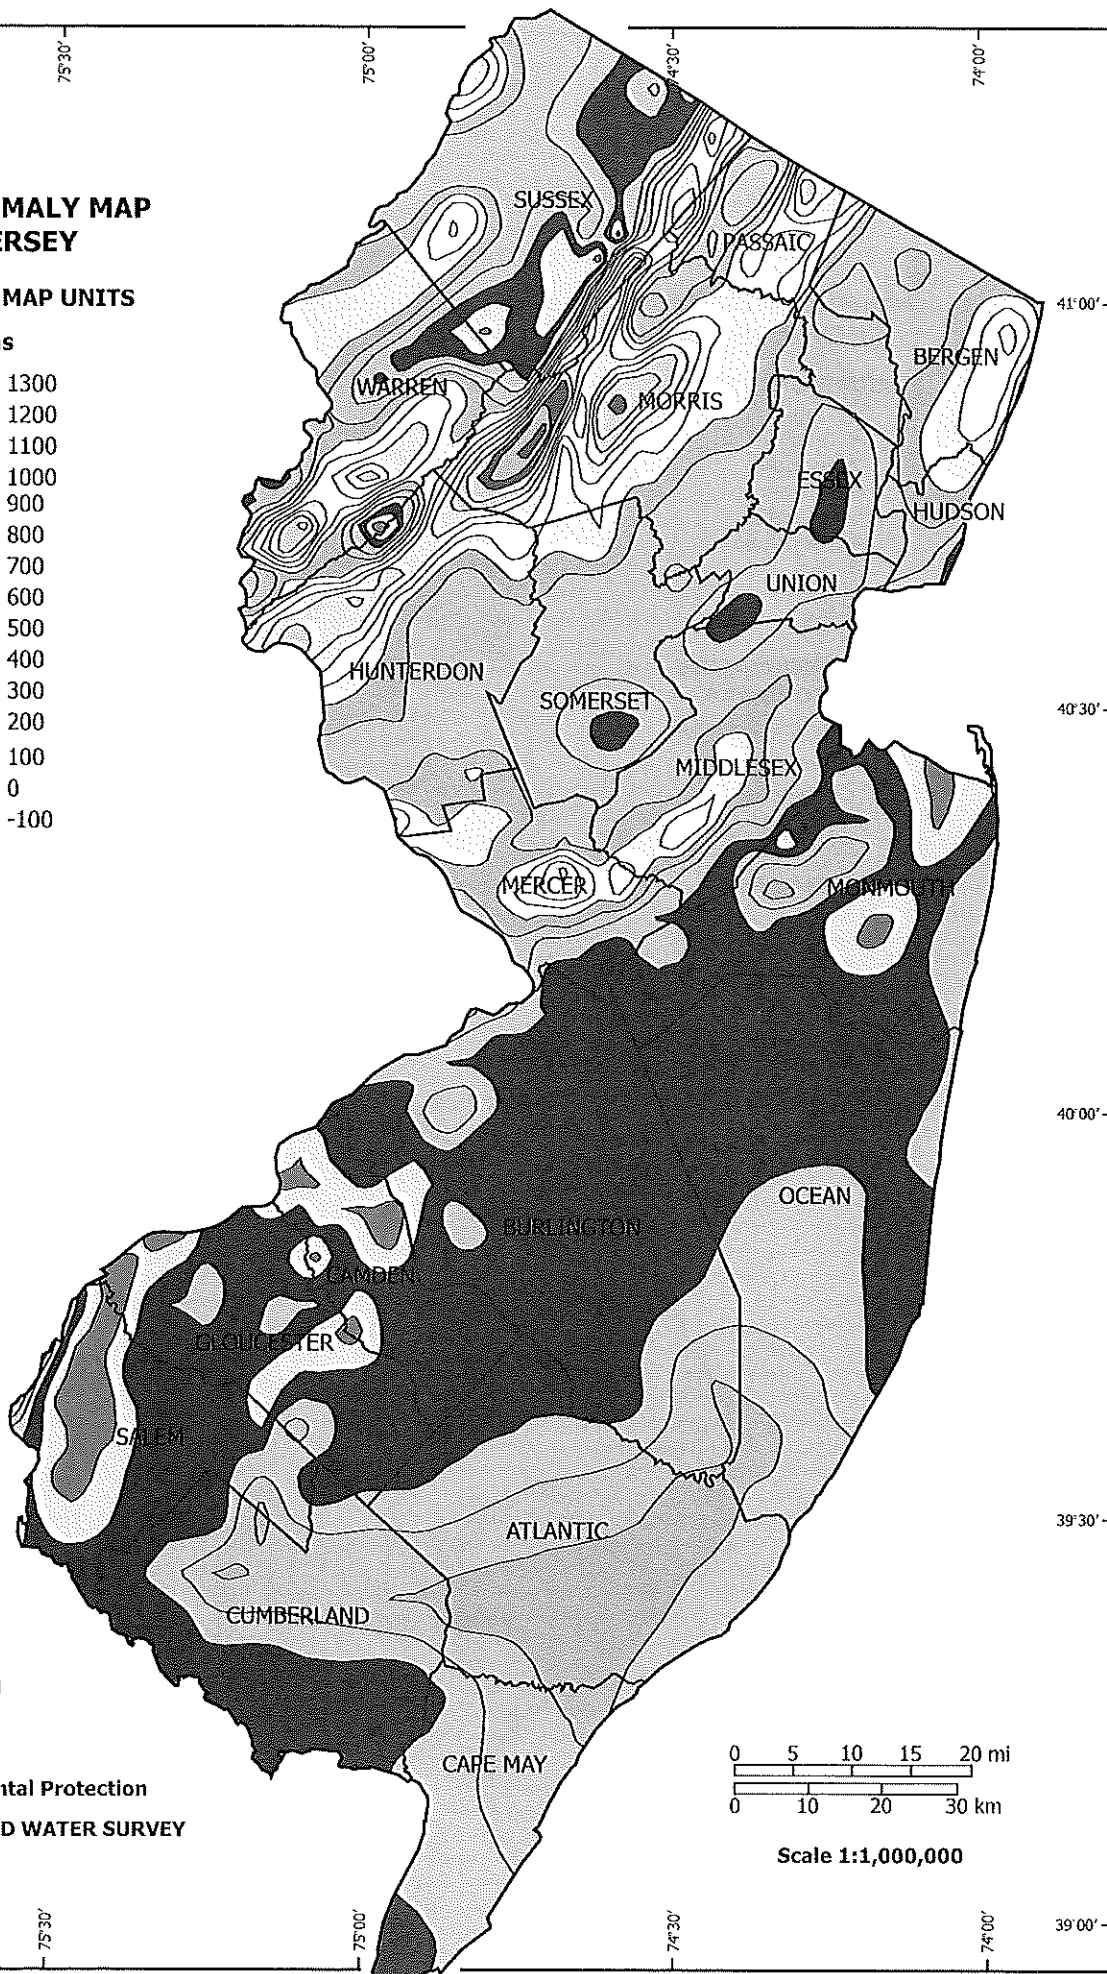 75°30'
75°00'
74°30'
74°00'
MALY MAP
ERSEY
MAP UNITS
s
1300
1200
1100
1000
900
800
700
600
500
400
300
200
100
0
-100
SUSSEX
PASSAIC
41°00'
BERGEN
WARREN
MORRIS
ESSEX
HUDSON
UNION
HUNTERDON
SOMERSET
40°30'
MIDDLESEX
MERCER
MONMOUTH
40°00'
OCEAN
BURLINGTON
CAMDEN
GLOUCESTER
SALEM
39°30'
ATLANTIC
CUMBERLAND
CAPE MAY
0 5 10 15 20 mi
0 10 20 30 km
ntal Protection
D WATER SURVEY
Scale 1:1,000,000
39°00'
75°30'
75°00'
74°30'
74°00'